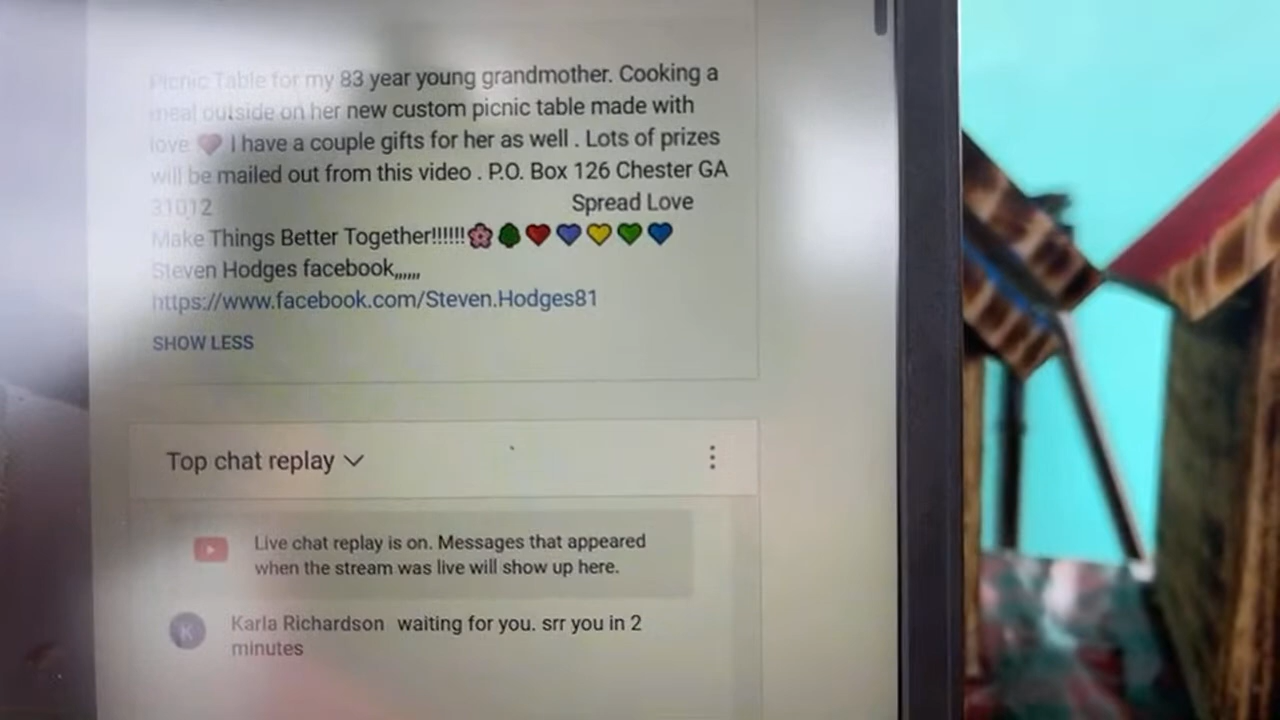 Picnic Table for my 83 year young grandmother. Cooking a
meal outside on her new custom picnic table made with
love ❤ I have a couple gifts for her as well . Lots of prizes
will be mailed out from this video . P.O. Box 126 Chester GA
31012 Spread Love
Make Things Better Together!!!!!!🌸🌳❤💜💛💚💙
Steven Hodges facebook,,,,,,
https://www.facebook.com/Steven.Hodges81
SHOW LESS
Top chat replay
Live chat replay is on. Messages that appeared
when the stream was live will show up here.
K
Karla Richardson waiting for you. srr you in 2
minutes